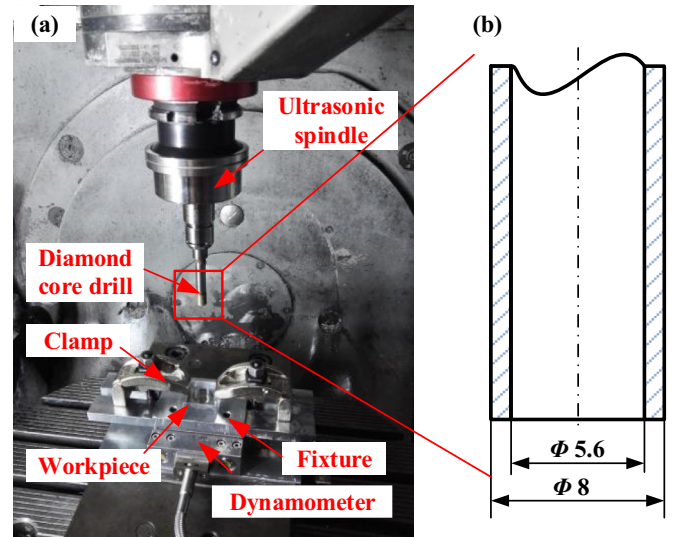 (a)
Ultrasonic
spindle
Diamond
core drill
Clamp
Workpiece
Fixture
Dynamometer
(b)
Φ 5.6
Φ 8